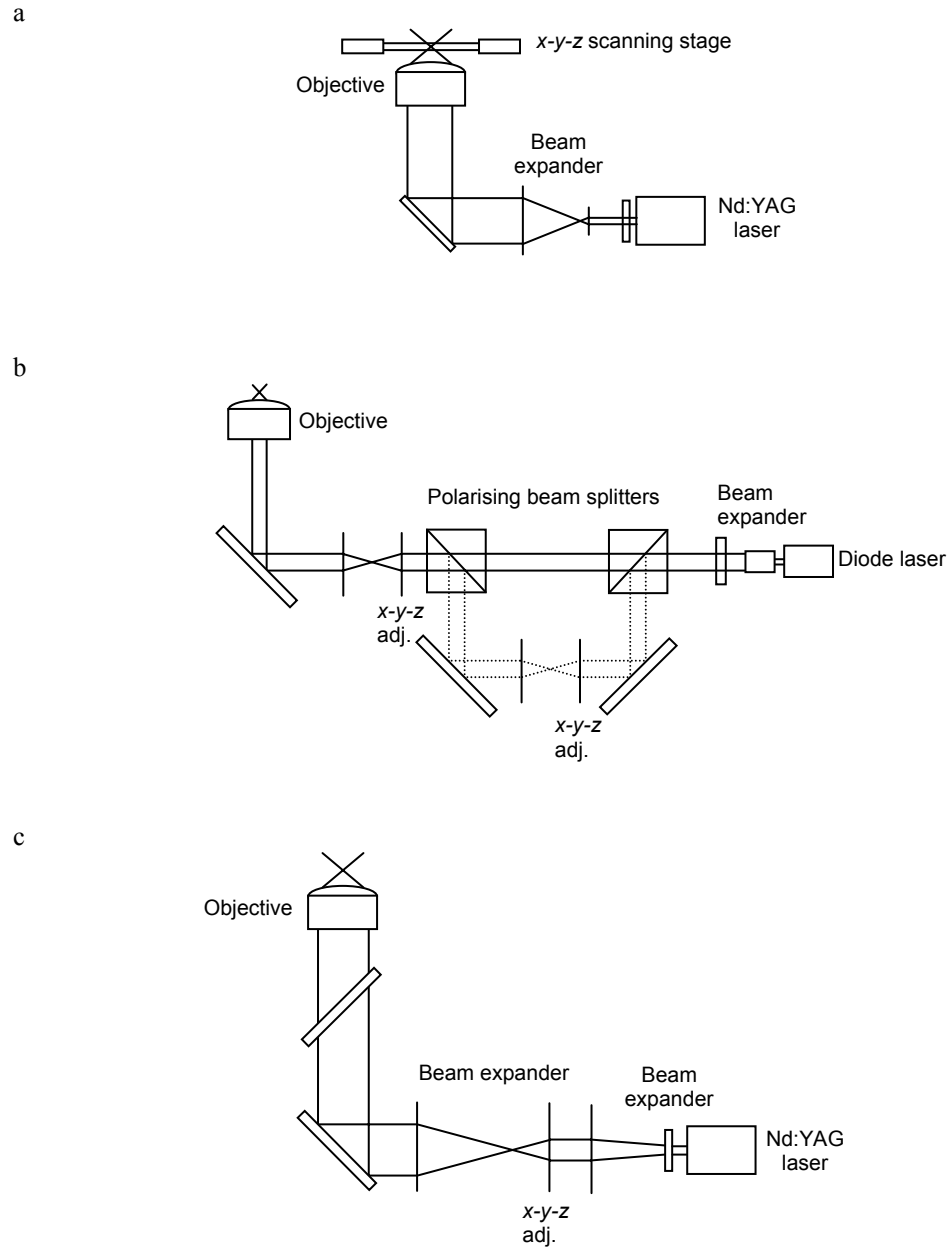 a
x-y-z scanning stage
Objective
Beam
expander
Nd:YAG
laser
b
Objective
Polarising beam splitters
Beam
expander
Diode laser
x-y-z
adj.
x-y-z
adj.
c
Objective
Beam expander
Beam
expander
Nd:YAG
laser
x-y-z
adj.